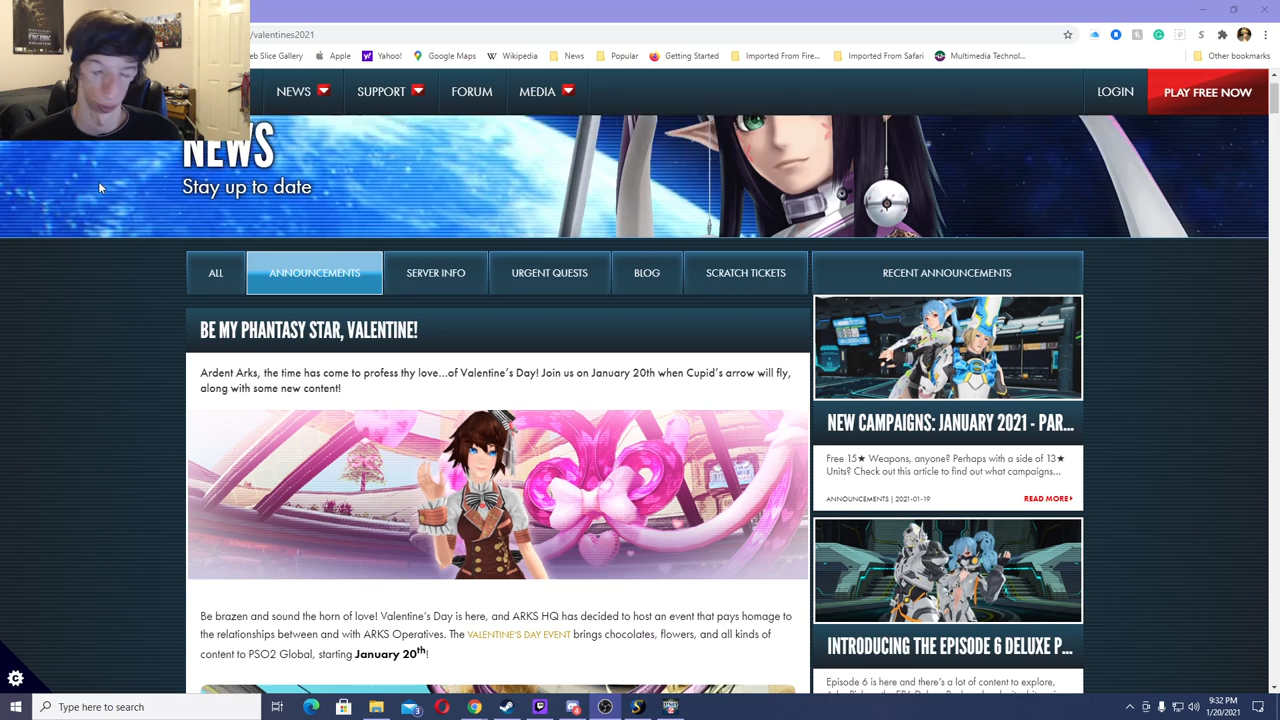 /valentines2021
eb Slice Gallery
Apple
Yahoo!
Google Maps
Wikipedia
News
Popular
Getting Started
Imported From Fire...
Imported From Safari
Multimedia Technol...
Other bookmarks
NEWS
SUPPORT
FORUM
MEDIA
LOGIN
PLAY FREE NOW
NEWS
Stay up to date
ALL
ANNOUNCEMENTS
SERVER INFO
URGENT QUESTS
BLOG
SCRATCH TICKETS
RECENT ANNOUNCEMENTS
BE MY PHANTASY STAR, VALENTINE!
Ardent Arks, the time has come to profess thy love...of Valentine's Day! Join us on January 20th when Cupid's arrow will fly,
along with some new content!
Be brazen and sound the horn of love! Valentine's Day is here, and ARKS HQ has decided to host an event that pays homage to
the relationships between and with ARKS Operatives. The VALENTINE'S DAY EVENT brings chocolates, flowers, and all kinds of
content to PSO2 Global, starting January 20th!
NEW CAMPAIGNS: JANUARY 2021 - PAR...
Free 15★ Weapons, anyone? Perhaps with a side of 13★
Units? Check out this article to find out what campaigns...
ANNOUNCEMENTS | 2021-01-19
READ MORE
INTRODUCING THE EPISODE 6 DELUXE P...
Episode 6 is here and there's a lot of content to explore,
Type here to search
3
9:32 PM
1/20/2021